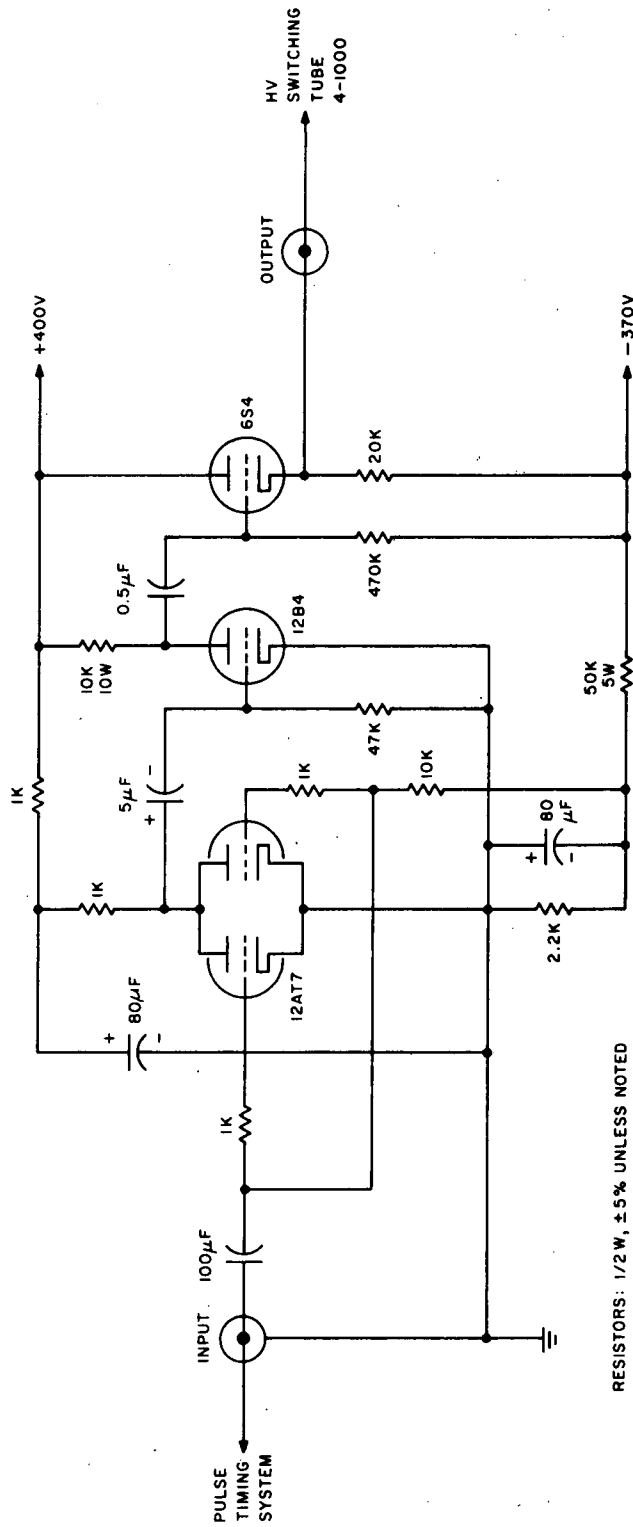 PULSE
TIMING
SYSTEM
INPUT
100µF
1K
80µF
+
-
12AT7
1K
1K
5µF
+
-
1K
10K
2.2K
80
µF
+
-
47K
10K
10W
12B4
0.5µF
50K
5W
470K
6S4
20K
+400V
-370V
OUTPUT
HV
SWITCHING
TUBE
4-1000
RESISTORS: 1/2 W, ±5% UNLESS NOTED